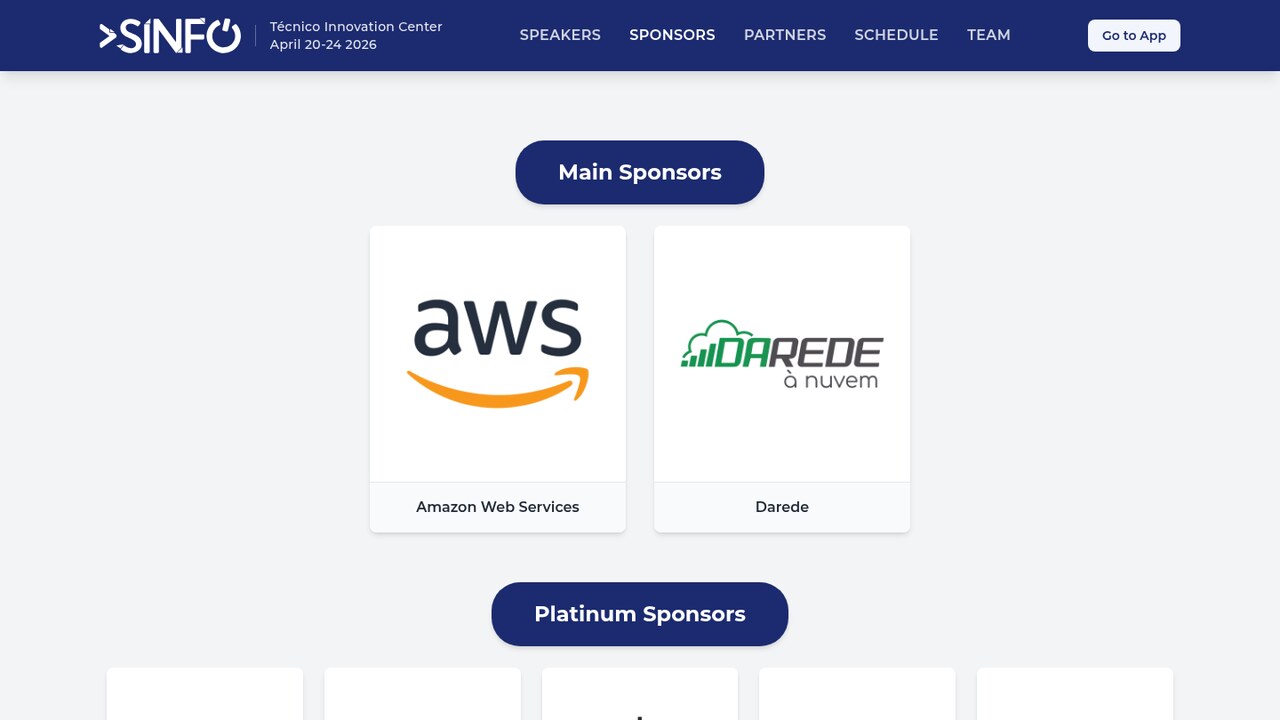 SINFO
Técnico Innovation Center
April 20-24 2026
SPEAKERS
SPONSORS
PARTNERS
SCHEDULE
TEAM
Go to App
Main Sponsors
aws
DAREDE
à nuvem
Amazon Web Services
Darede
Platinum Sponsors